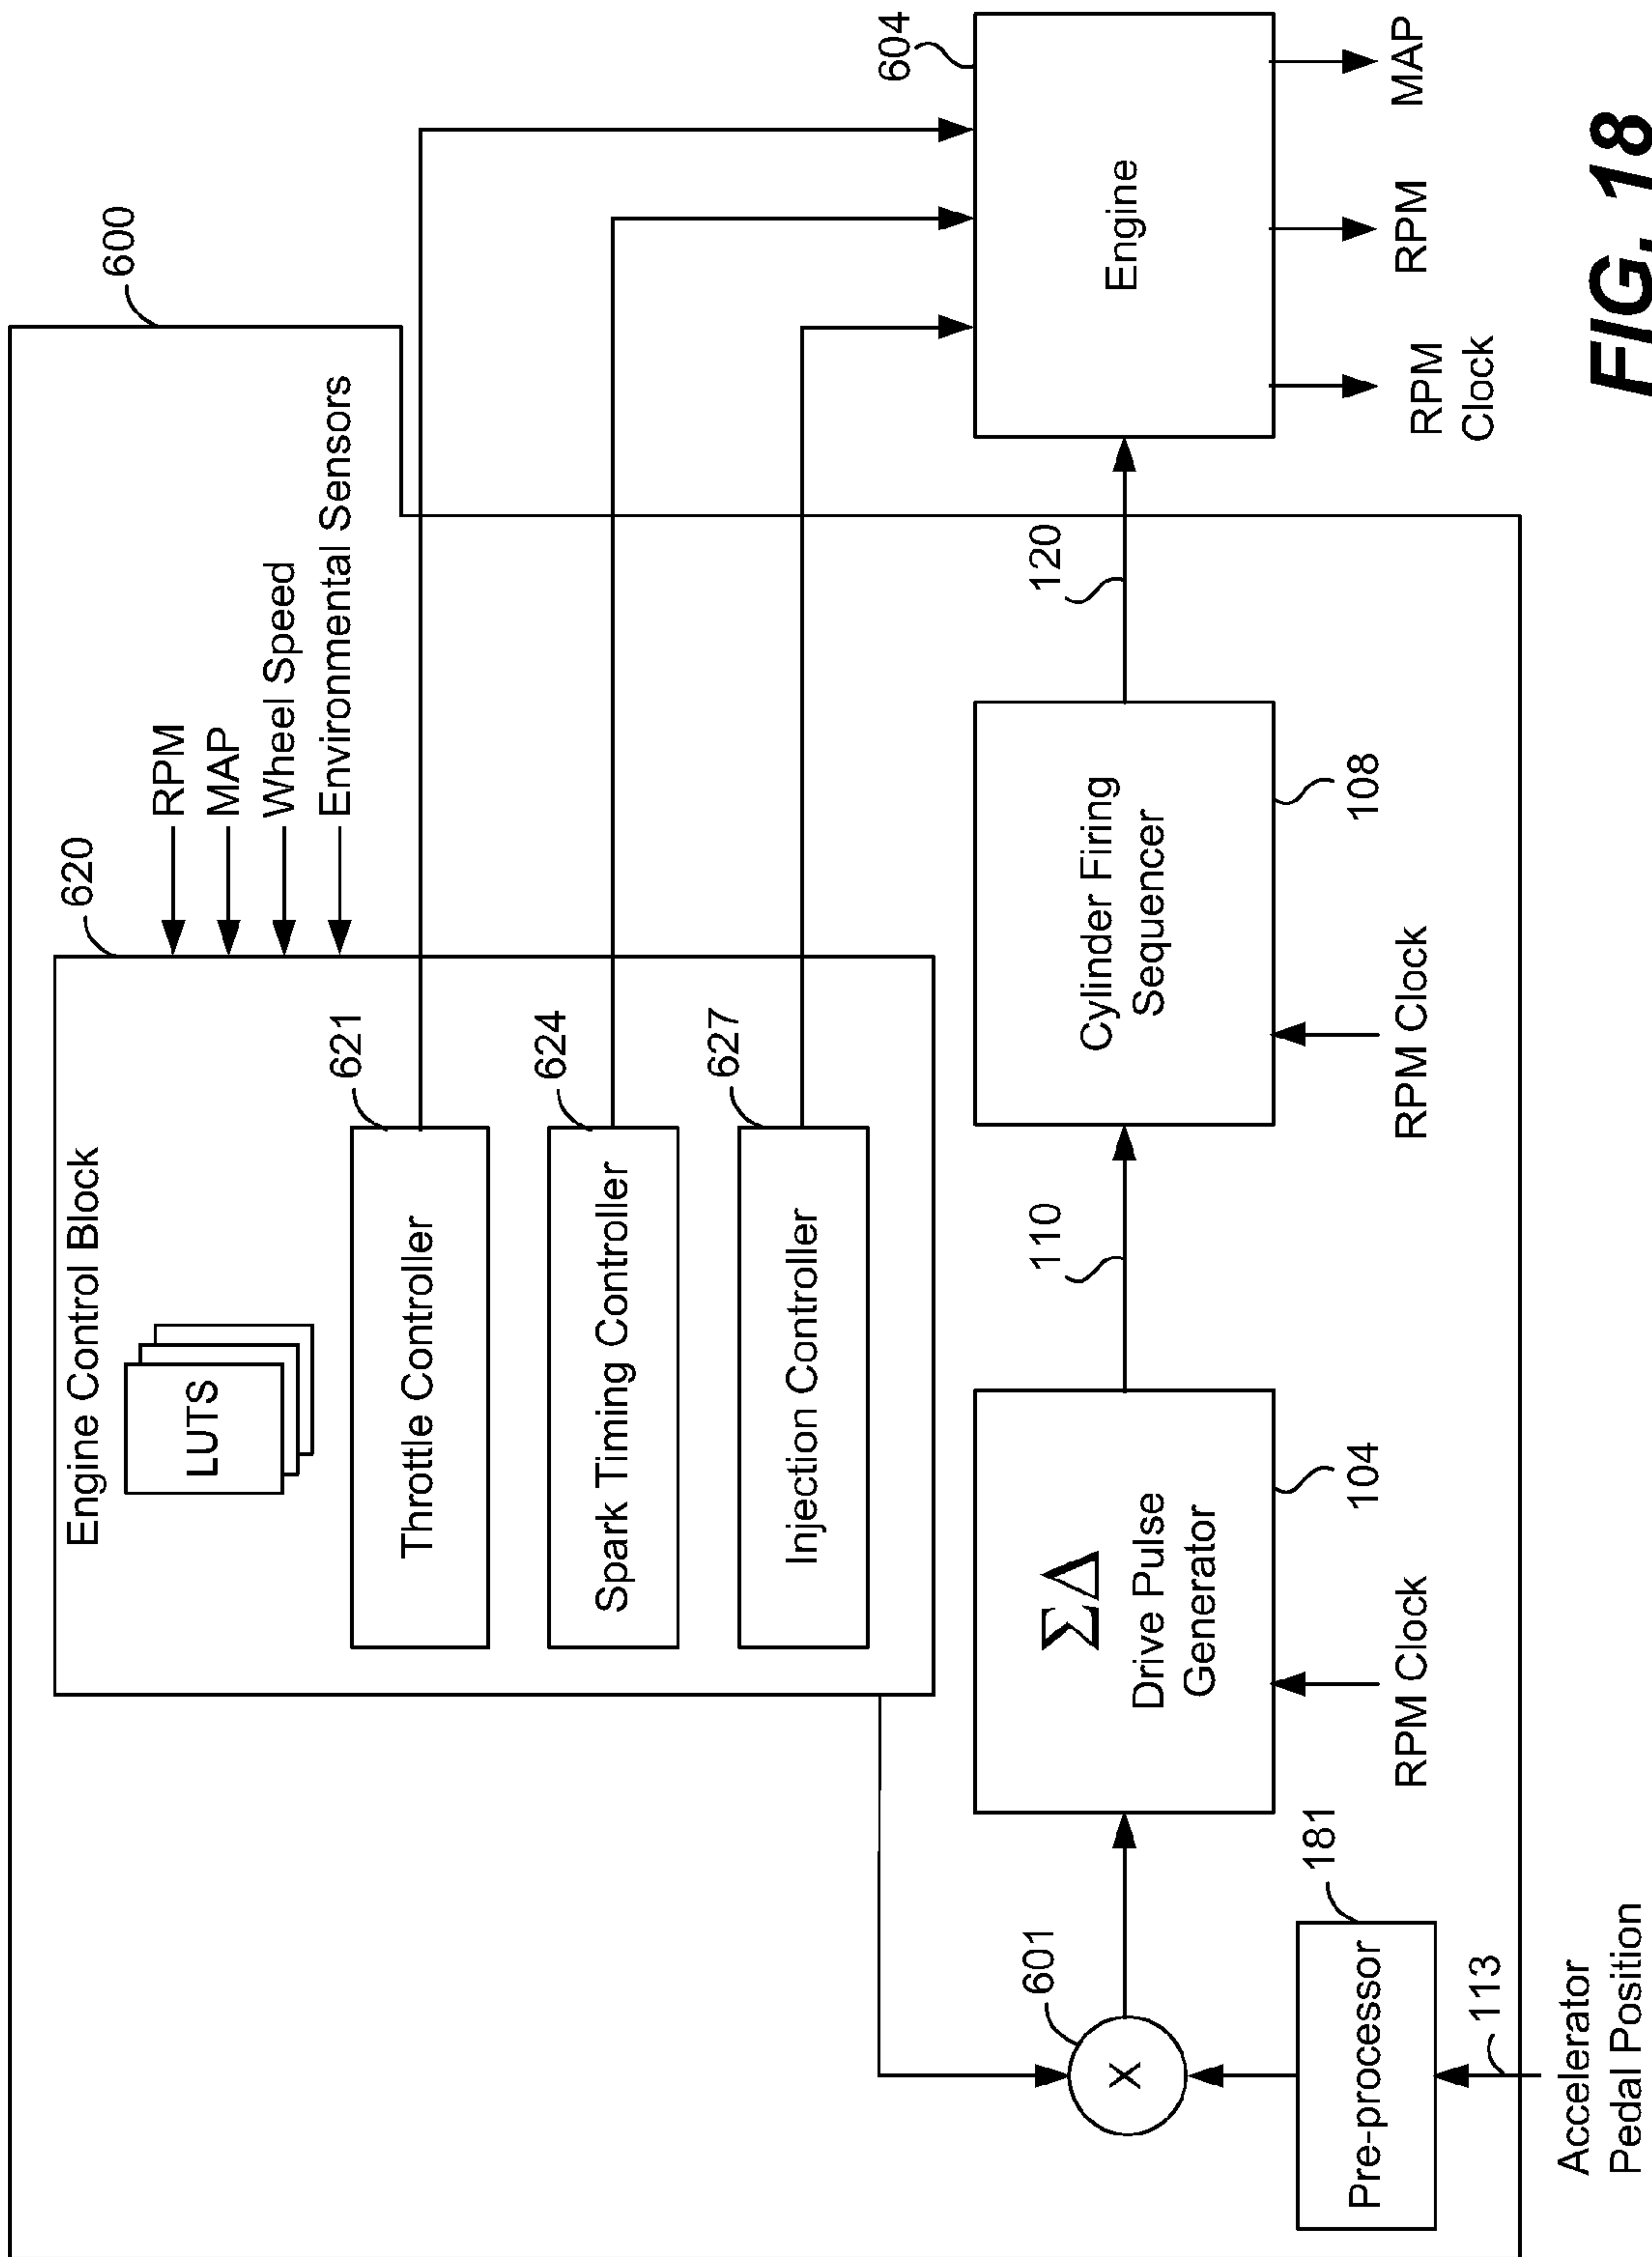 600
620
Engine Control Block
LUTS
RPM
MAP
Wheel Speed
Environmental Sensors
Throttle Controller
621
Spark Timing Controller
624
Injection Controller
627
604
Engine
601
X
ΣΔ
Drive Pulse
Generator
104
110
Cylinder Firing
Sequencer
108
120
Pre-processor
181
113
Accelerator
Pedal Position
RPM Clock
RPM Clock
RPM
Clock
RPM
MAP
FIG. 18